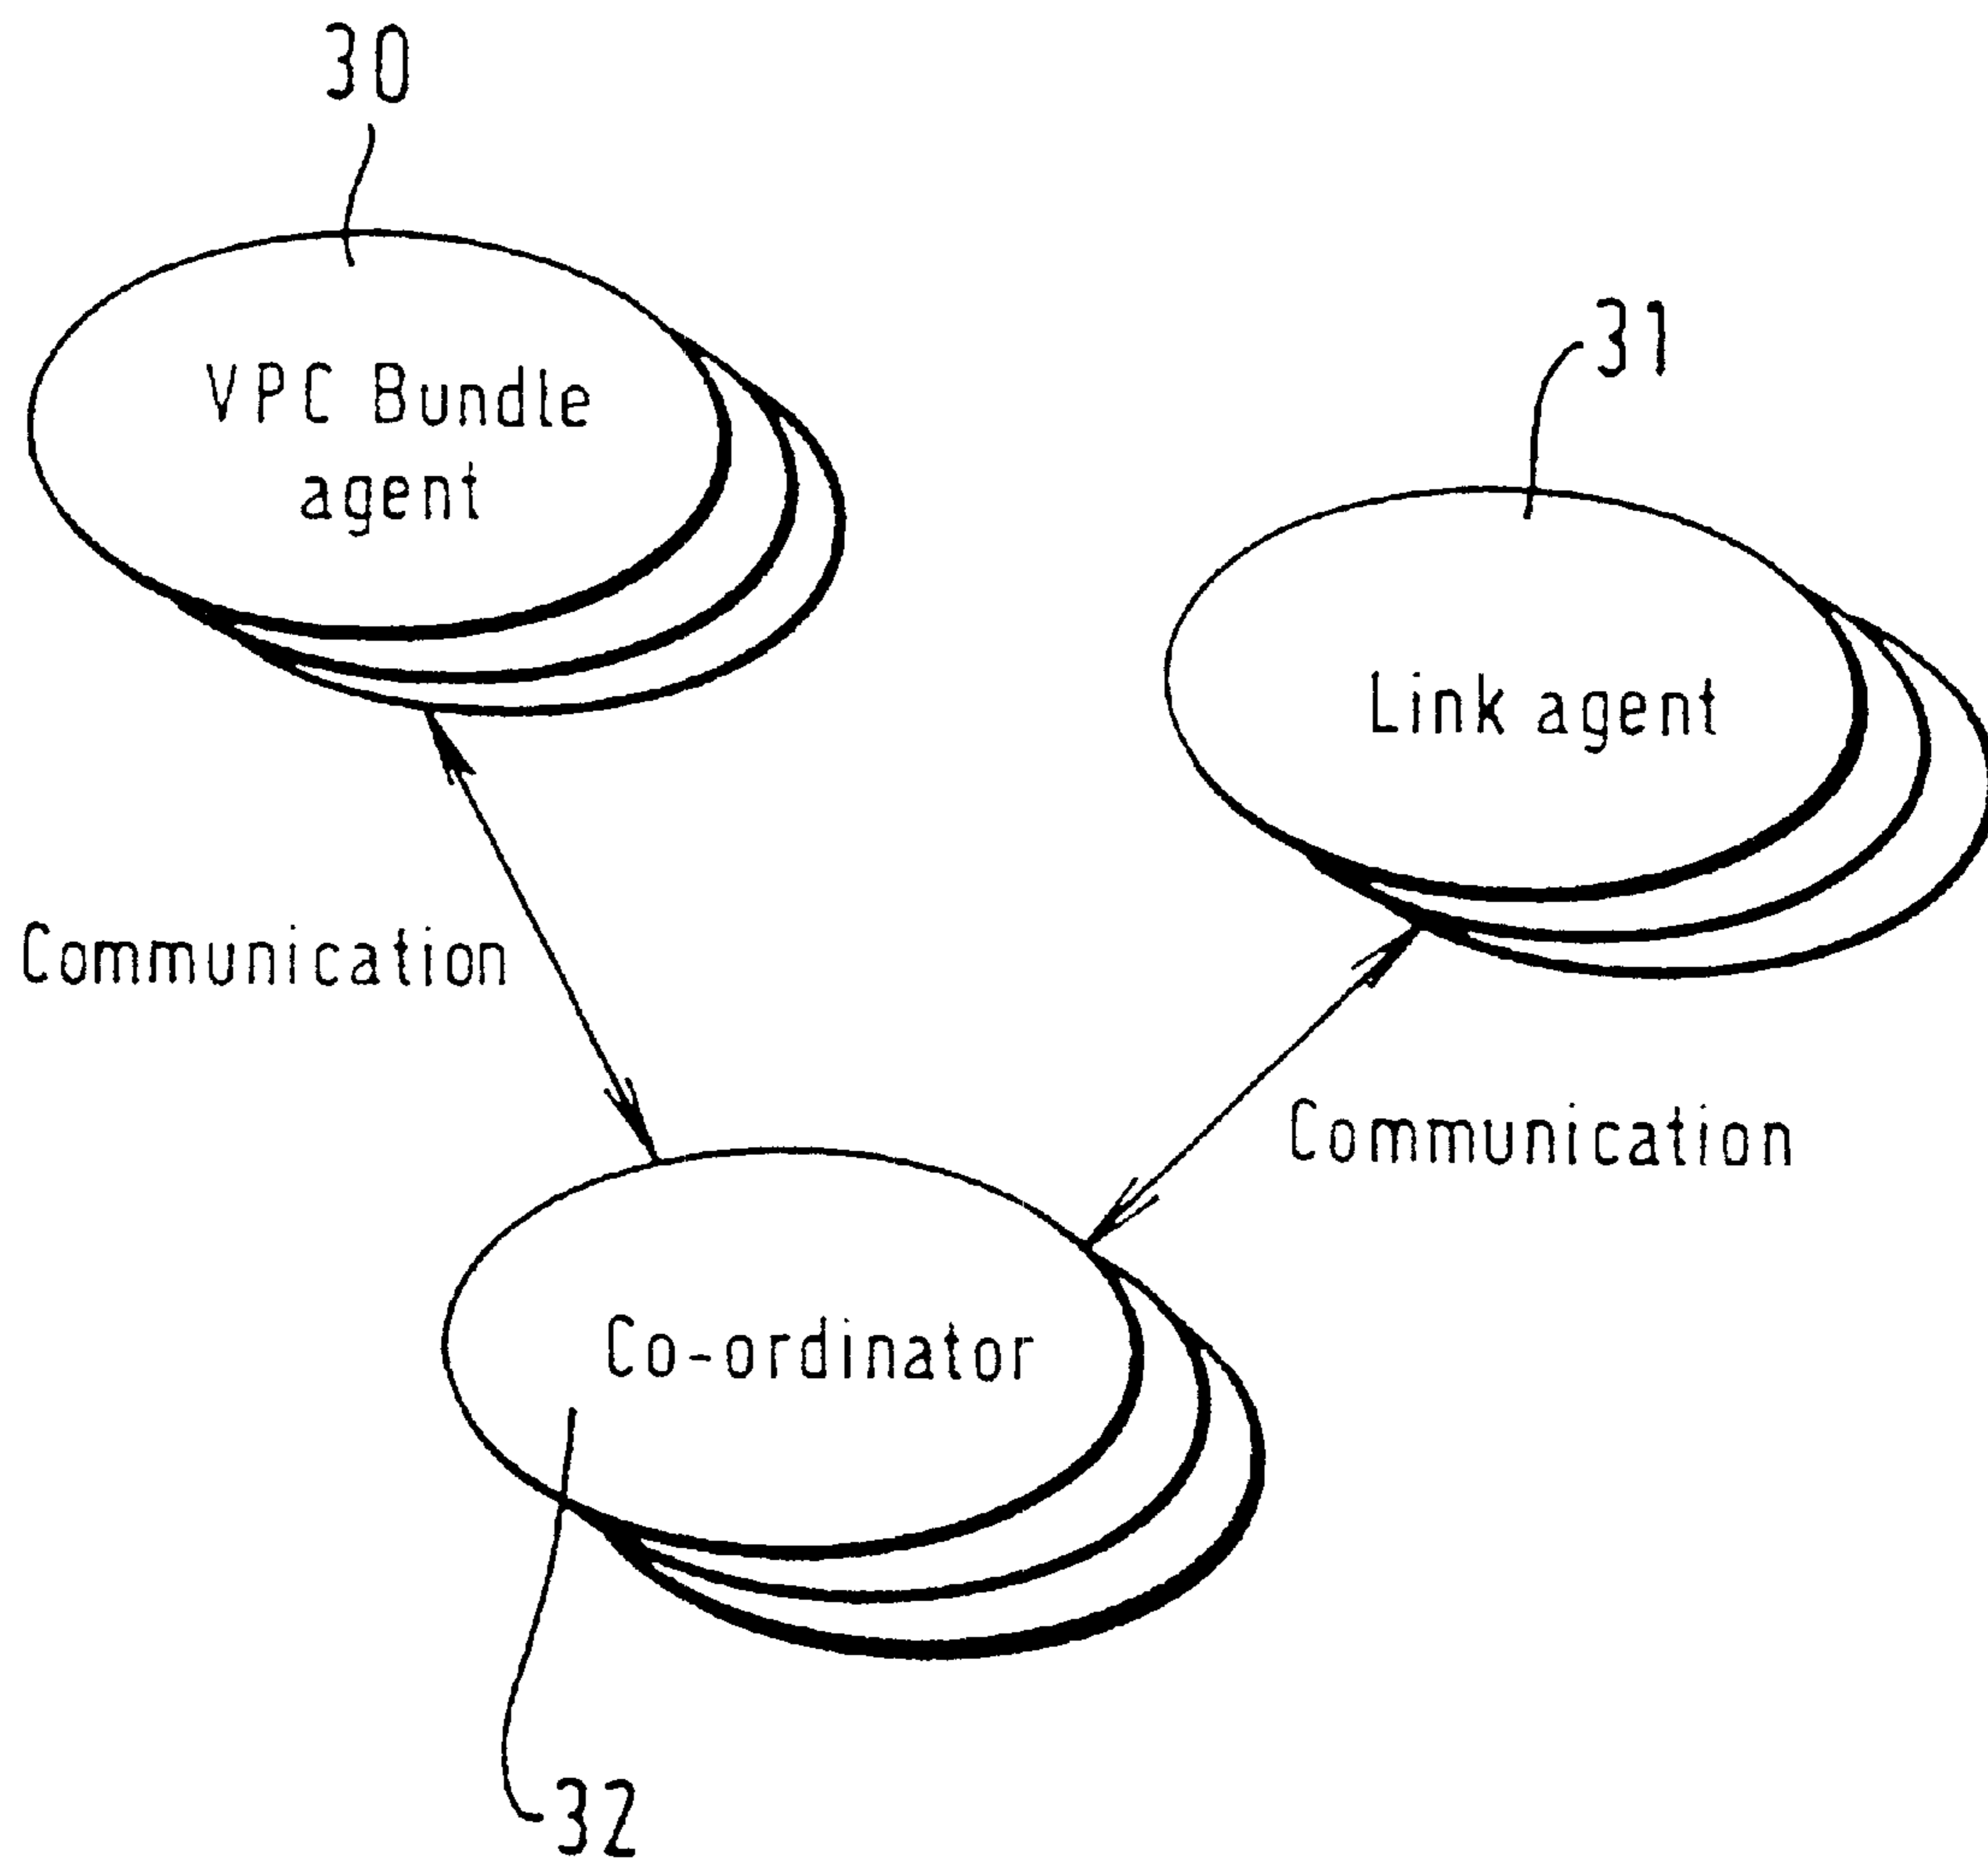 30
VPC Bundle
agent
31
Link agent
Communication
Communication
Co-ordinator
32